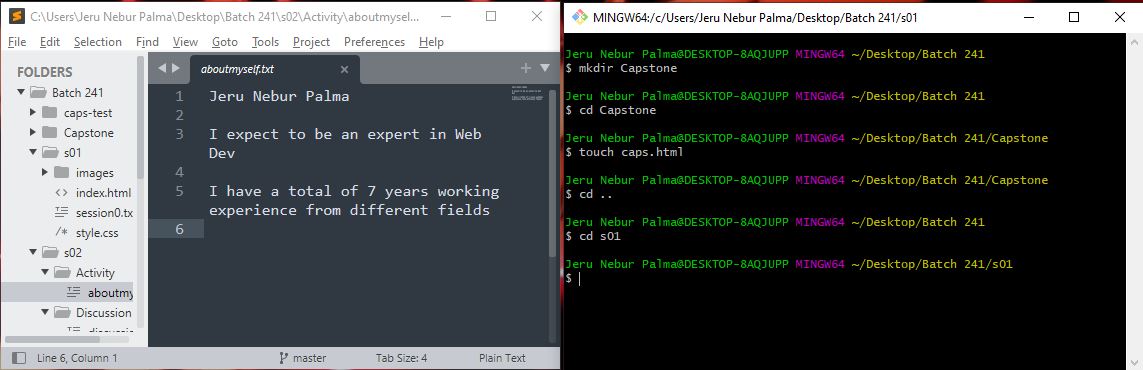 C:\Users\Jeru Nebur Palma\Desktop\Batch 241\s02\Activity\aboutmysel...
File Edit Selection Find View Goto Tools Project Preferences Help
FOLDERS
Batch 241
caps-test
Capstone
s01
images
index.html
session0.tx
style.css
s02
Activity
aboutmy
Discussion
aboutmyself.txt
1 Jeru Nebur Palma
2
3 I expect to be an expert in Web
Dev
4
5 I have a total of 7 years working
experience from different fields
6
Line 6, Column 1 master Tab Size: 4 Plain Text
MINGW64:/c/Users/Jeru Nebur Palma/Desktop/Batch 241/s01
Jeru Nebur Palma@DESKTOP-8AQJUPP MINGW64 ~/Desktop/Batch 241
$ mkdir Capstone
Jeru Nebur Palma@DESKTOP-8AQJUPP MINGW64 ~/Desktop/Batch 241
$ cd Capstone
Jeru Nebur Palma@DESKTOP-8AQJUPP MINGW64 ~/Desktop/Batch 241/Capstone
$ touch caps.html
Jeru Nebur Palma@DESKTOP-8AQJUPP MINGW64 ~/Desktop/Batch 241/Capstone
$ cd ..
Jeru Nebur Palma@DESKTOP-8AQJUPP MINGW64 ~/Desktop/Batch 241
$ cd s01
Jeru Nebur Palma@DESKTOP-8AQJUPP MINGW64 ~/Desktop/Batch 241/s01
$